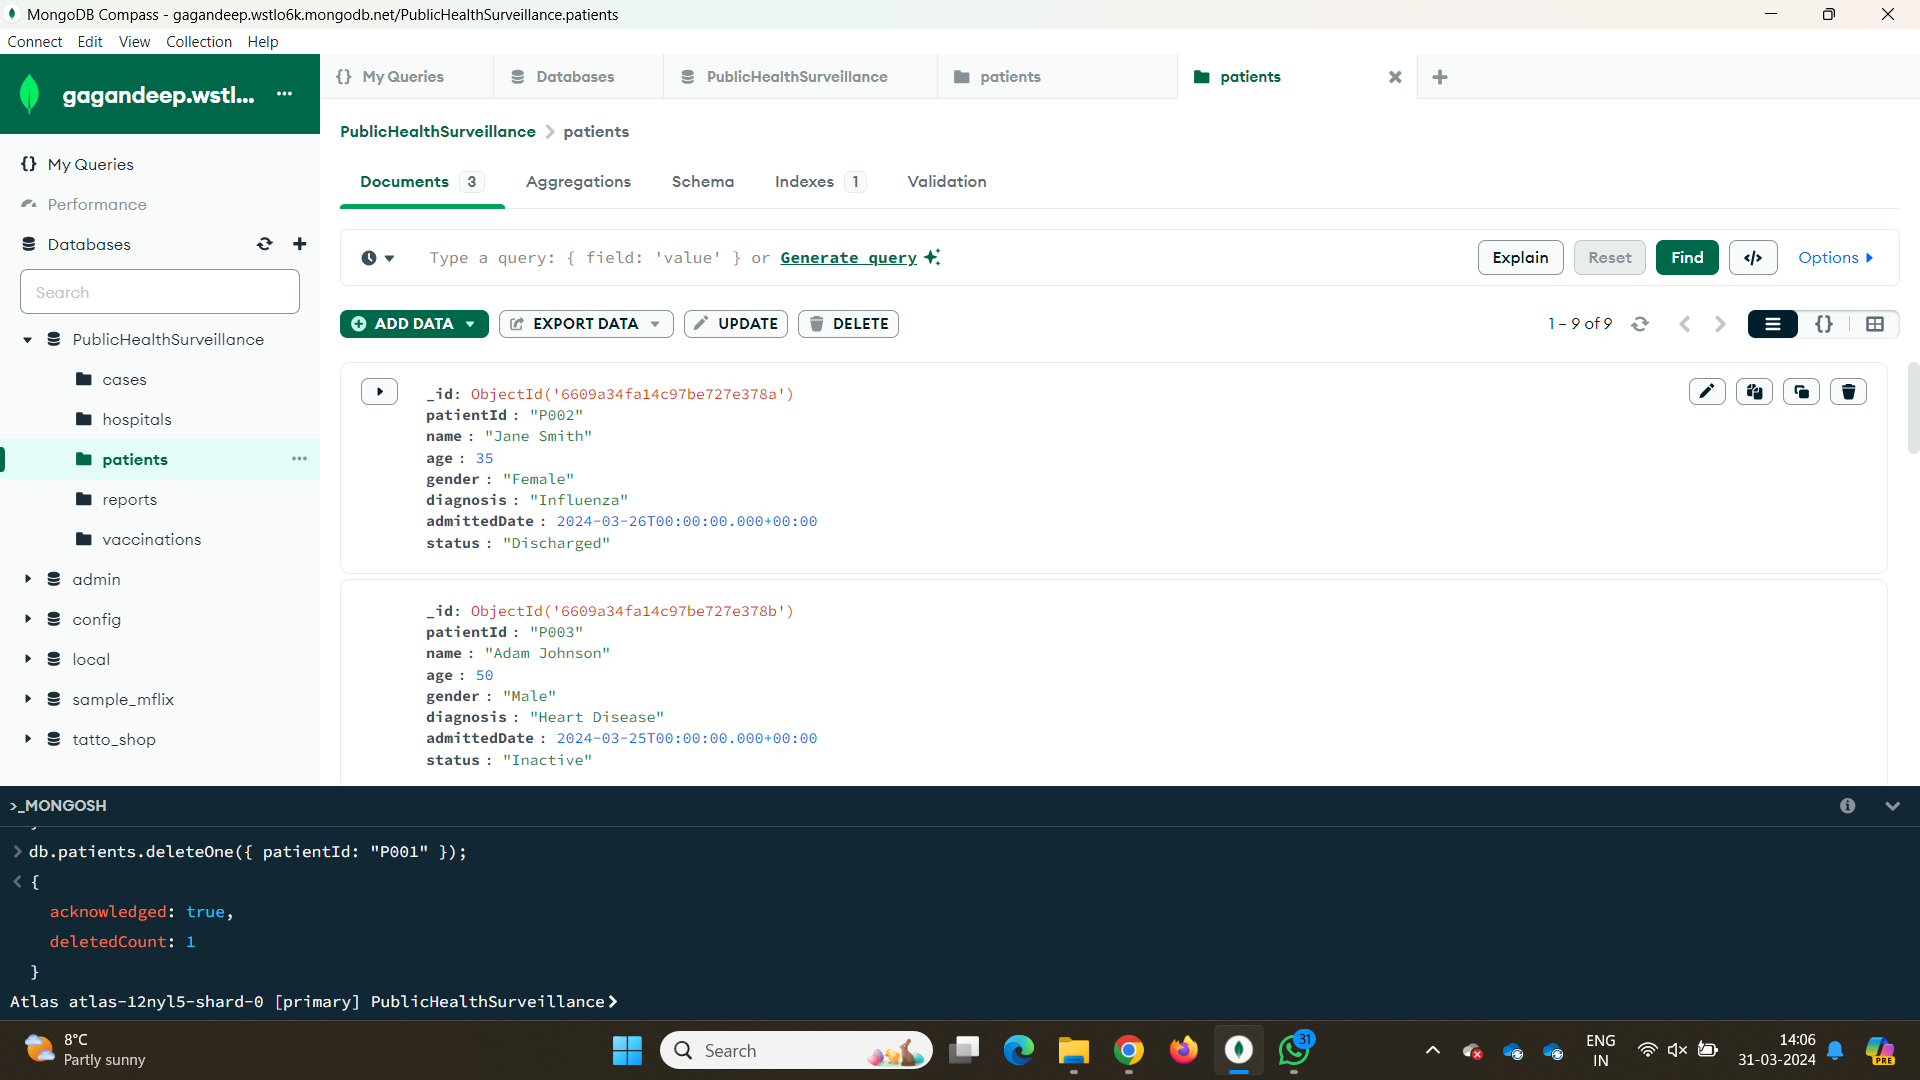 MongoDB Compass - gagandeep.wstlo6k.mongodb.net/PublicHealthSurveillance.patients
Connect Edit View Collection Help
gagandeep.wstl... ...
{} My Queries
Performance
Databases
Search
PublicHealthSurveillance
cases
hospitals
patients ...
reports
vaccinations
admin
config
local
sample_mflix
tatto_shop
{} My Queries Databases PublicHealthSurveillance patients patients
PublicHealthSurveillance > patients
Documents 3 Aggregations Schema Indexes 1 Validation
Type a query: { field: 'value' } or Generate query Explain Reset Find </> Options
ADD DATA EXPORT DATA UPDATE DELETE 1 – 9 of 9 {}
_id: ObjectId('6609a34fa14c97be727e378a')
patientId : "P002"
name : "Jane Smith"
age : 35
gender : "Female"
diagnosis : "Influenza"
admittedDate : 2024-03-26T00:00:00.000+00:00
status : "Discharged"
_id: ObjectId('6609a34fa14c97be727e378b')
patientId : "P003"
name : "Adam Johnson"
age : 50
gender : "Male"
diagnosis : "Heart Disease"
admittedDate : 2024-03-25T00:00:00.000+00:00
status : "Inactive"
>_MONGOSH
> db.patients.deleteOne({ patientId: "P001" });
< {
acknowledged: true,
deletedCount: 1
}
Atlas atlas-12nyl5-shard-0 [primary] PublicHealthSurveillance>
8°C
Partly sunny
Search
31
ENG
IN
14:06
31-03-2024
PRE